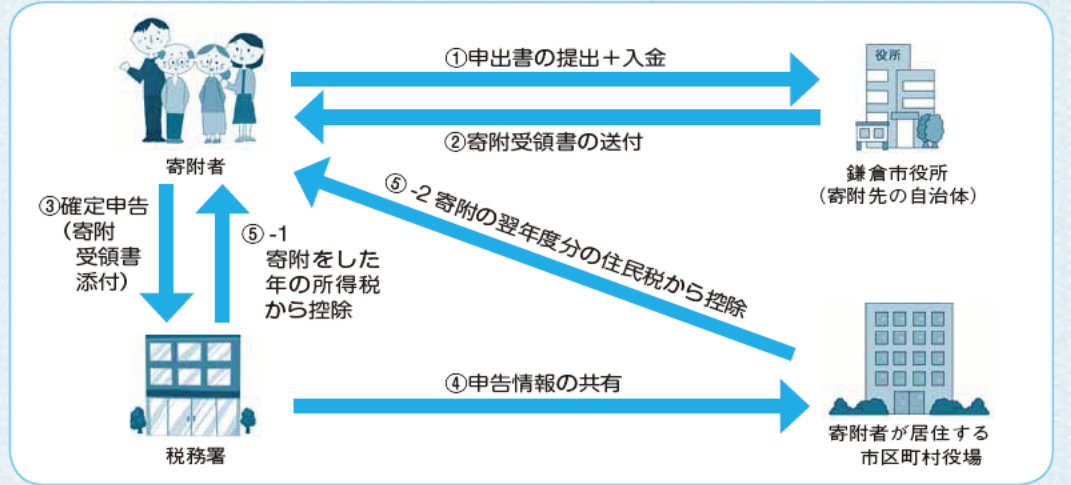 ①申出書の提出＋入金
役所
②寄附受領書の送付
寄附者
鎌倉市役所
（寄附先の自治体）
③確定申告
（寄附
受領書
添付）
⑤-1
寄附をした
年の所得税
から控除
⑤-2 寄附の翌年度分の住民税から控除
④申告情報の共有
税務署
寄附者が居住する
市区町村役場